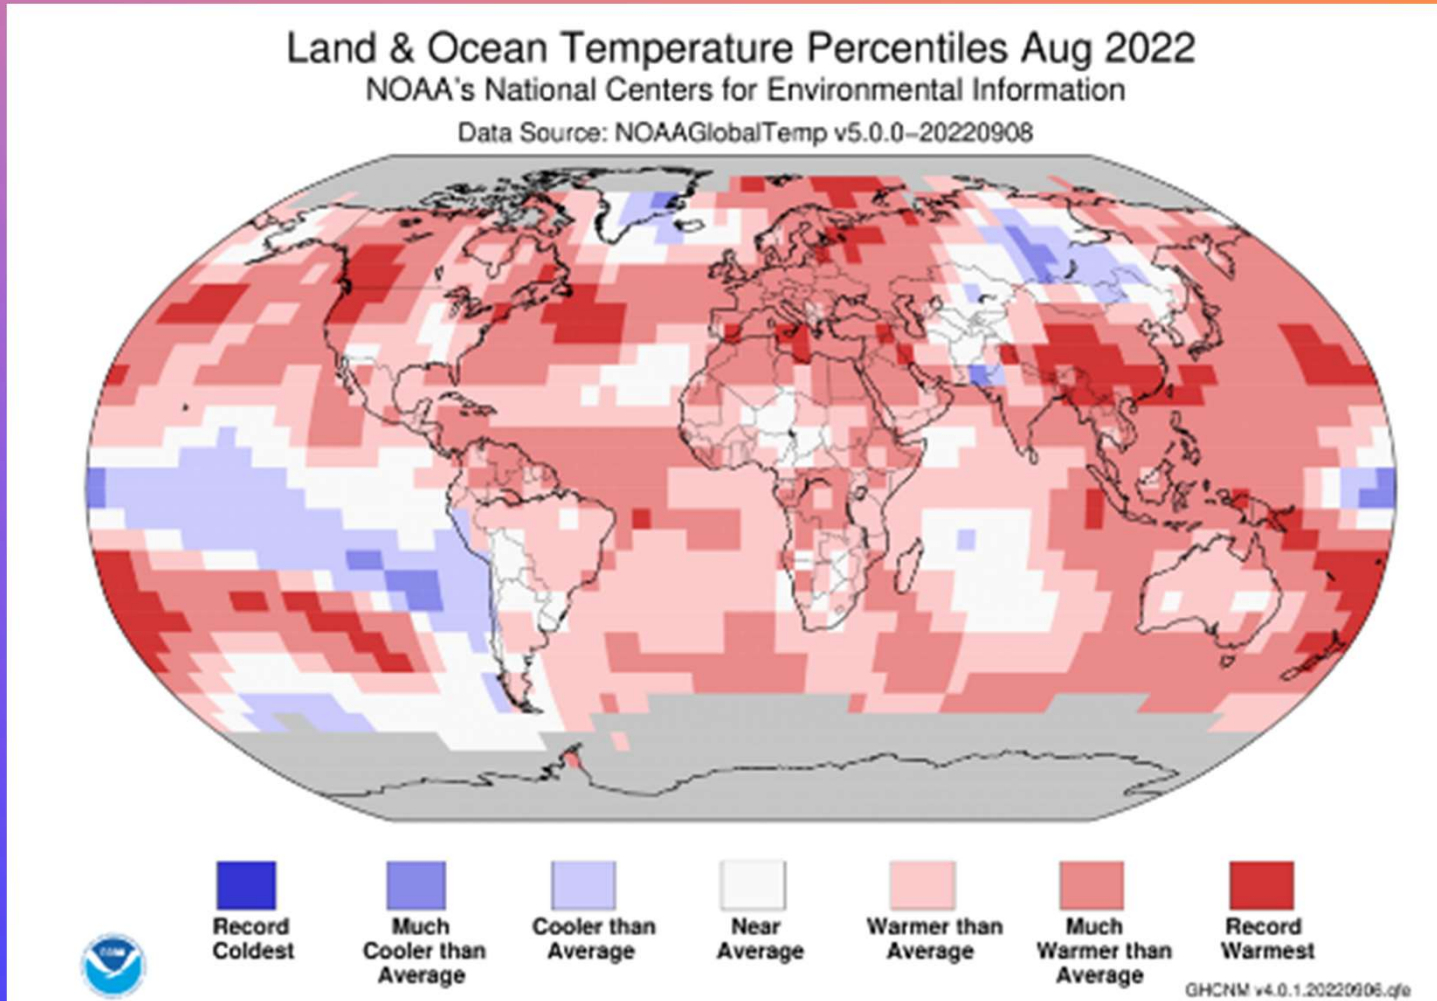 Land & Ocean Temperature Percentiles Aug 2022
NOAA's National Centers for Environmental Information
Data Source: NOAAGlobalTemp v5.0.0–20220908
Record
Coldest
Much
Cooler than
Average
Cooler than
Average
Near
Average
Warmer than
Average
Much
Warmer than
Average
Record
Warmest
GHCNM v4.0.1.20220906.qfe